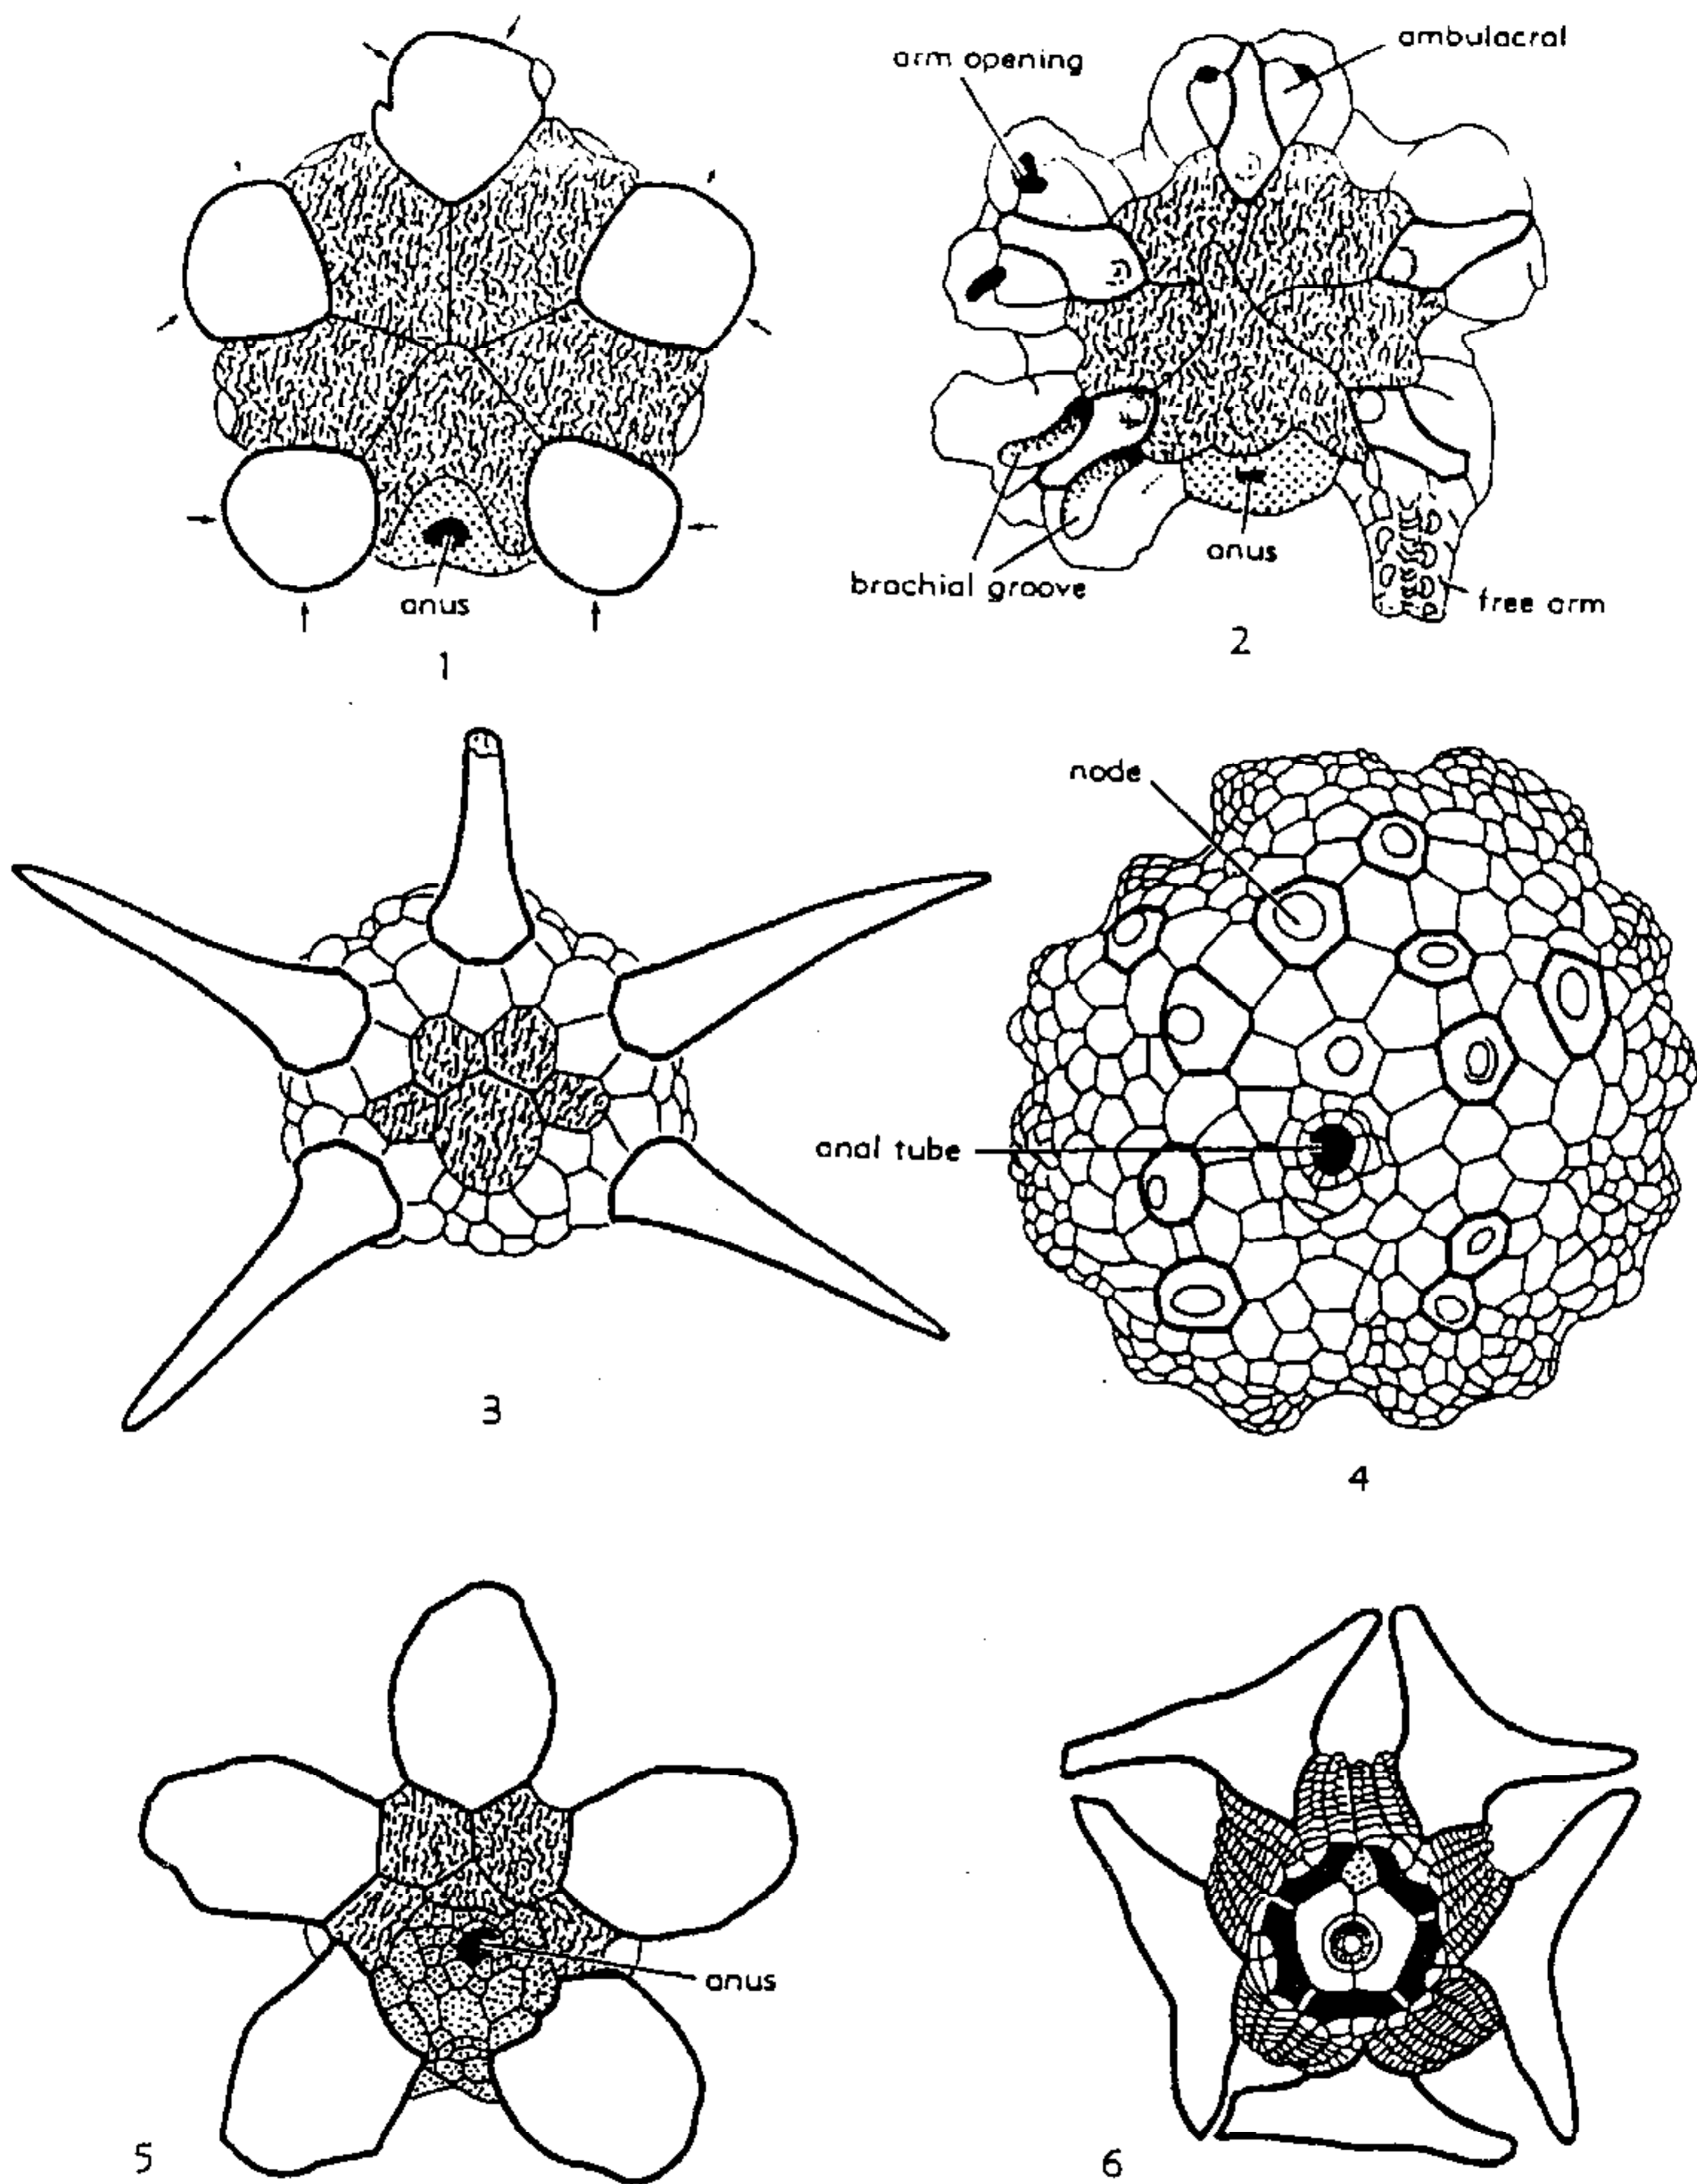 arm opening
ambulacral
anus
1
brachial groove
anus
free arm
2
node
anal tube
3
4
anus
5
6